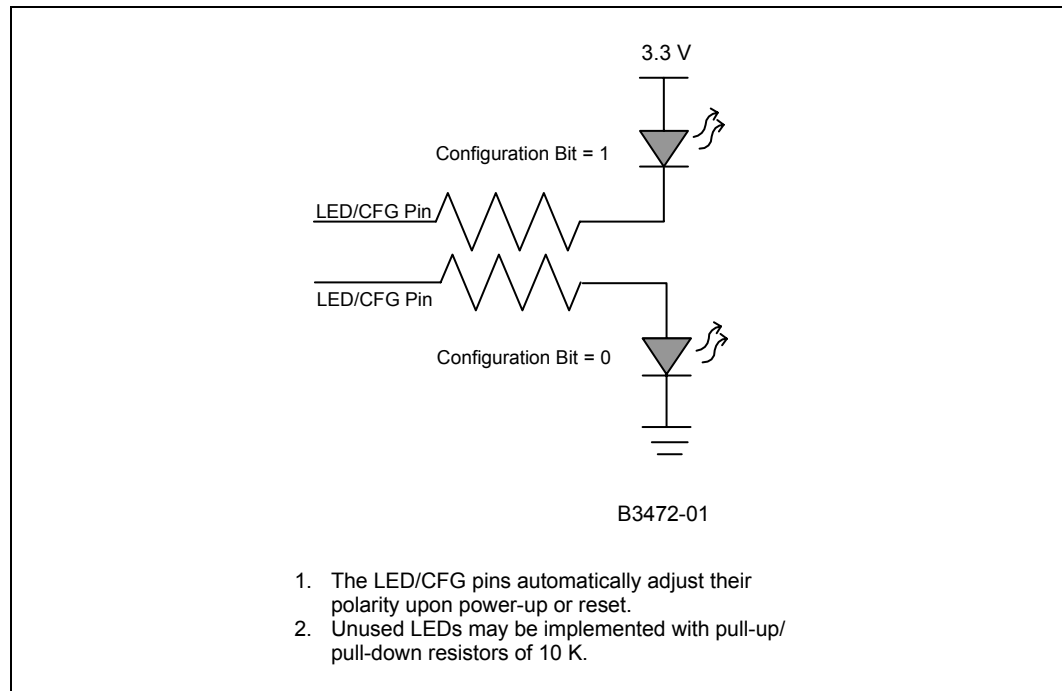 3.3 V
Configuration Bit = 1
LED/CFG Pin
LED/CFG Pin
Configuration Bit = 0
B3472-01
1. The LED/CFG pins automatically adjust their
polarity upon power-up or reset.
2. Unused LEDs may be implemented with pull-up/
pull-down resistors of 10 K.